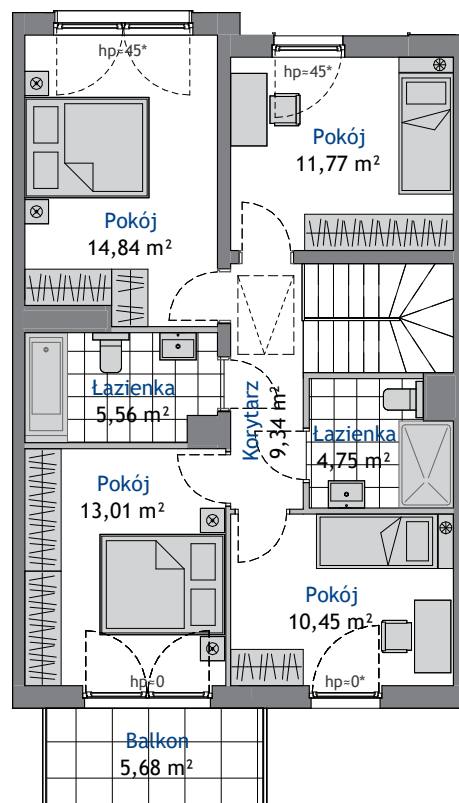 hp≈45*
hp≈45*
Pokój
11,77 m²
Pokój
14,84 m²
Łazienka
5,56 m²
Korytarz
9,34 m²
Łazienka
4,75 m²
Pokój
13,01 m²
Pokój
10,45 m²
hp≈0
hp≈0*
Balkon
5,68 m²